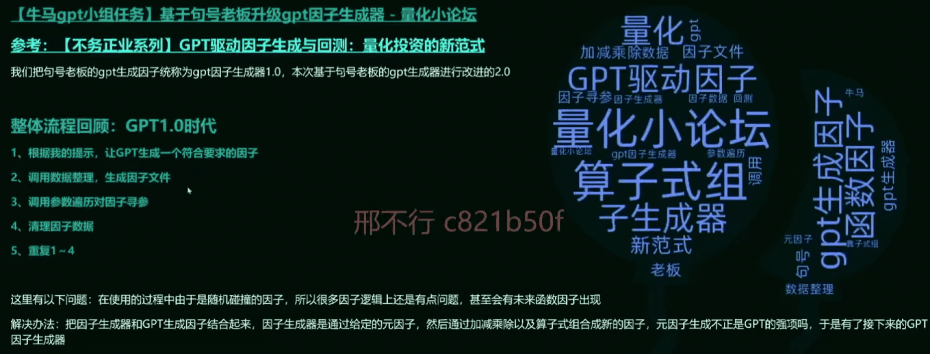 【牛马gpt小组任务】基于句号老板升级gpt因子生成器 - 量化小论坛
参考：【不务正业系列】GPT驱动因子生成与回测：量化投资的新范式
我们把句号老板的gpt生成因子统称为gpt因子生成器1.0，本次基于句号老板的gpt生成器进行改进的2.0
整体流程回顾：GPT1.0时代
1、根据我的提示，让GPT生成一个符合要求的因子
2、调用数据整理，生成因子文件
3、调用参数遍历对因子寻参
4、清理因子数据
5、重复1～4
这里有以下问题：在使用的过程中由于是随机碰撞的因子，所以很多因子逻辑上还是有点问题，甚至会有未来函数因子出现
解决办法：把因子生成器和GPT生成因子结合起来，因子生成器是通过给定的元因子，然后通过加减乘除以及算子式组合成新的因子，元因子生成不正是GPT的强项吗，于是有了接下来的GPT
因子生成器
邢不行 c821b50f
量化
gpt
加减乘除数据
因子文件
GPT驱动因子
因子寻参
因子生成器
因子数据
回测
量化小论坛
量化小论坛
gpt因子生成器
参数遍历
调用
算子式组
子生成器
新范式
老板
gpt生成因子
函数因子
牛马
gpt生成器
元因子
算子式组
句号
数据整理